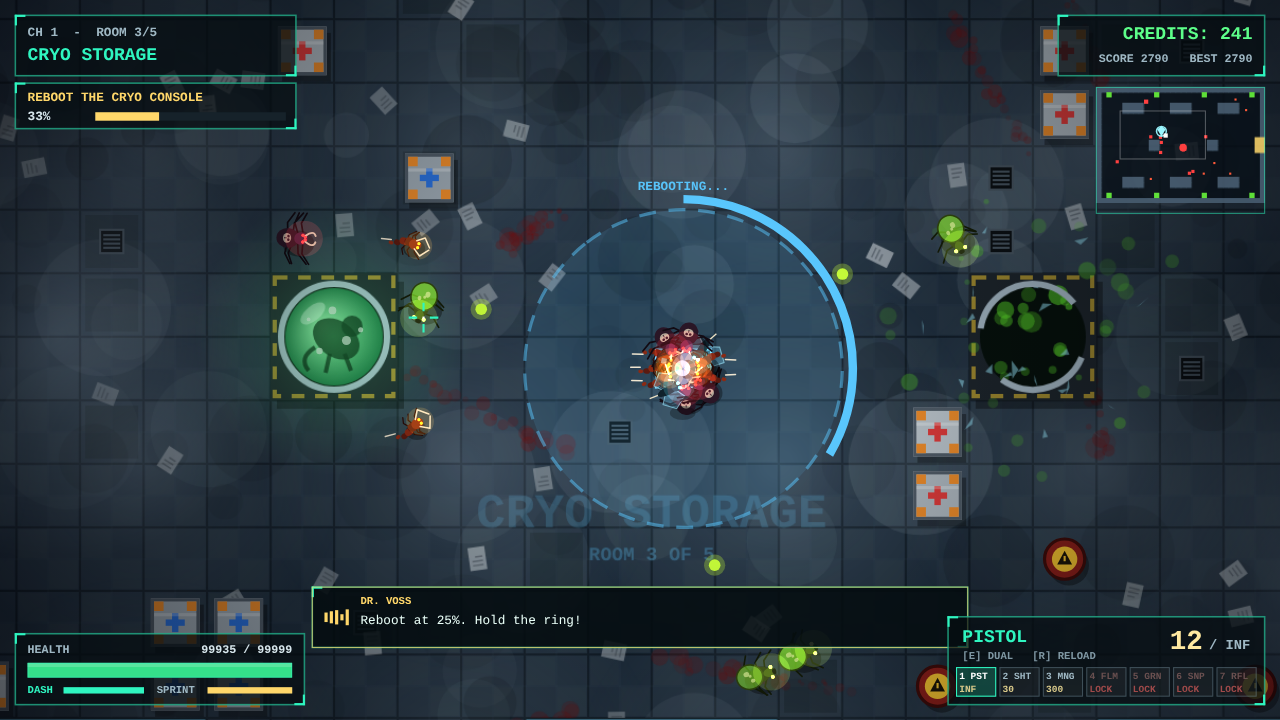 CH 1 - ROOM 3/5
CRYO STORAGE
REBOOT THE CRYO CONSOLE
33%
CREDITS: 241
SCORE 2790 BEST 2790
REBOOTING...
CRYO STORAGE
ROOM 3 OF 5
DR. VOSS
Reboot at 25%. Hold the ring!
HEALTH 99935 / 99999
DASH SPRINT
PISTOL 12 / INF
[E] DUAL [R] RELOAD
1 PST 2 SHT 3 MNG 4 FLM 5 GRN 6 SNP 7 RFL
INF 30 300 LOCK LOCK LOCK LOCK